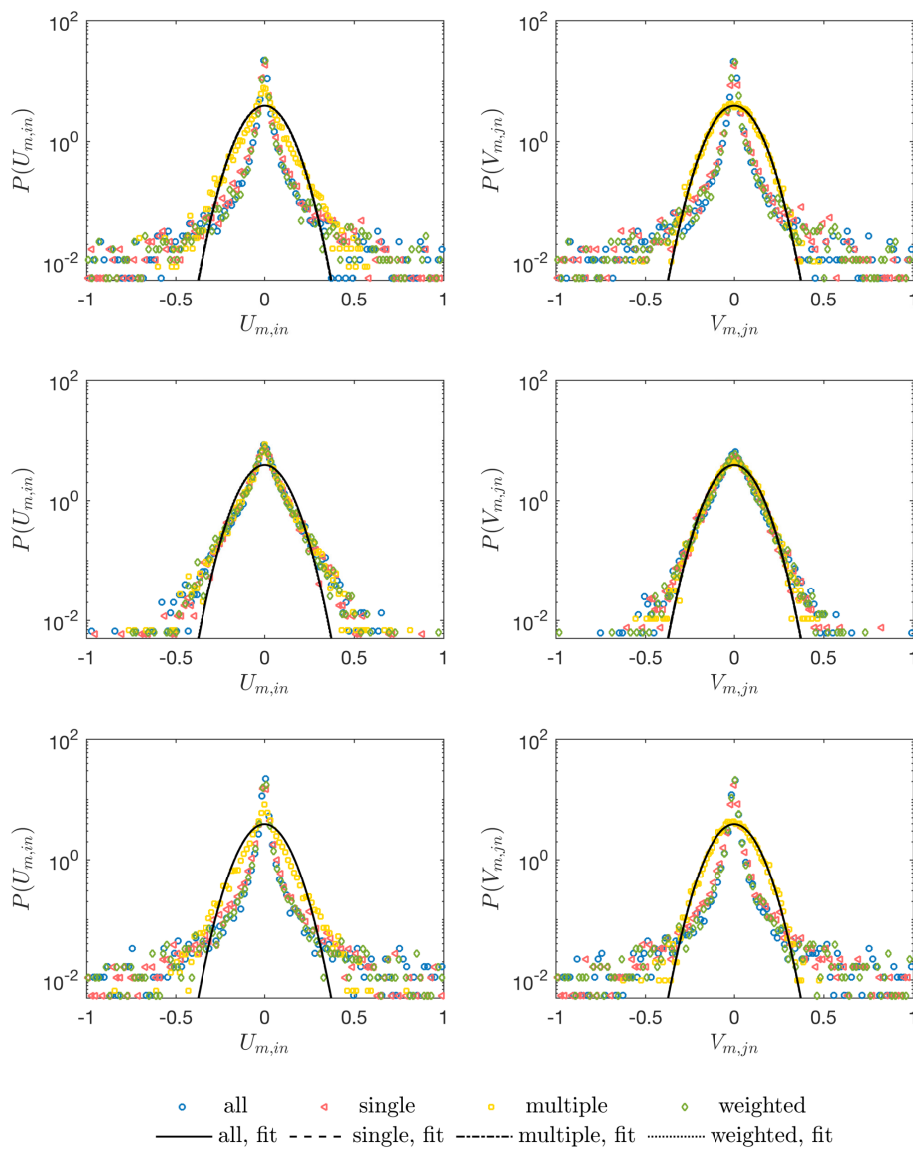 10^2
10^0
10^-2
P(U_{m,in})
-1 -0.5 0 0.5 1
U_{m,in}
10^2
10^0
10^-2
P(V_{m,jn})
-1 -0.5 0 0.5 1
V_{m,jn}
10^2
10^0
10^-2
P(U_{m,in})
-1 -0.5 0 0.5 1
U_{m,in}
10^2
10^0
10^-2
P(V_{m,jn})
-1 -0.5 0 0.5 1
V_{m,jn}
10^2
10^0
10^-2
P(U_{m,in})
-1 -0.5 0 0.5 1
U_{m,in}
10^2
10^0
10^-2
P(V_{m,jn})
-1 -0.5 0 0.5 1
V_{m,jn}
all single multiple weighted
all, fit single, fit multiple, fit weighted, fit